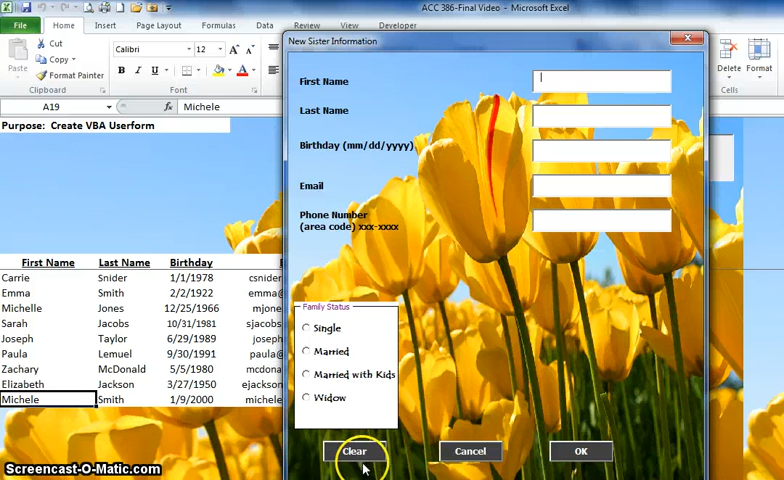 ACC 386-Final Video - Microsoft Excel
File Home Insert Page Layout Formulas Data Review View Developer
Cut
Copy
Format Painter
Paste
Clipboard
Calibri 12
B I U
Font
Delete
Cells
A19 fx Michele
Purpose: Create VBA Userform
First Name Last Name Birthday
Carrie Snider 1/1/1978 csnider
Emma Smith 2/2/1922 emma@
Michelle Jones 12/25/1966 mjone
Sarah Jacobs 10/31/1981 sjacobs
Joseph Taylor 6/29/1989 josepht
Paula Lemuel 9/30/1991 paula@
Zachary McDonald 5/5/1980 mcdona
Elizabeth Jackson 3/27/1950 ejackson
Michele Smith 1/9/2000 michele
New Sister Information
First Name
Last Name
Birthday (mm/dd/yyyy)
Email
Phone Number
(area code) xxx-xxxx
Family Status
Single
Married
Married with Kids
Widow
Clear Cancel OK
Screencast-O-Matic.com